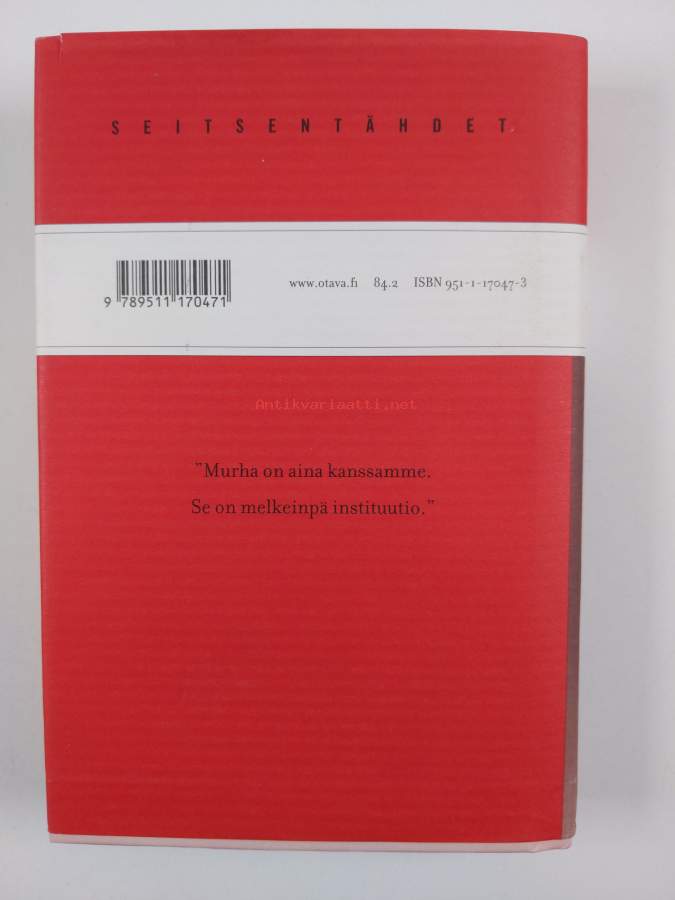 SEITSENTÄHDET
9 789511 170471
www.otava.fi 84.2 ISBN 951-1-17047-3
Antikvariaatti.net
"Murha on aina kanssamme.
Se on melkeinpä instituutio."